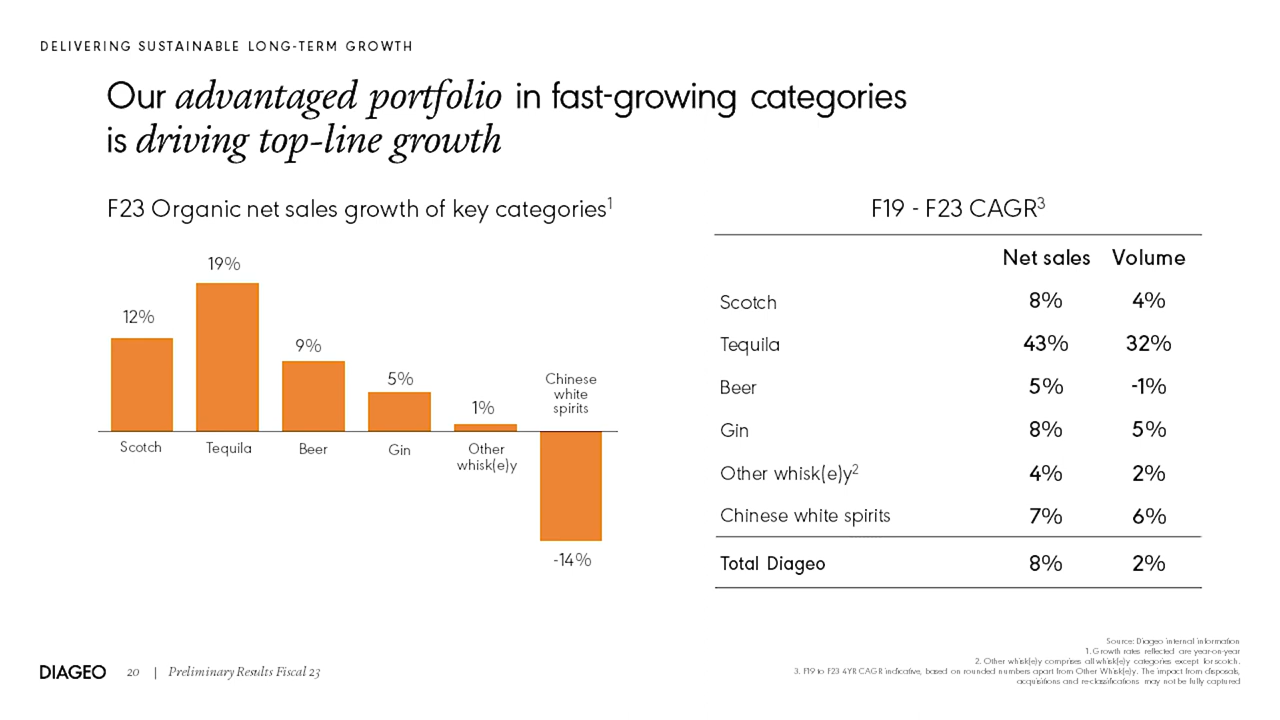 DELIVERING SUSTAINABLE LONG-TERM GROWTH
Our advantaged portfolio in fast-growing categories
is driving top-line growth
F23 Organic net sales growth of key categories¹
12%
19%
9%
5%
1%
Chinese
white
spirits
-14%
Scotch
Tequila
Beer
Gin
Other
whisk(e)y
F19 - F23 CAGR³
Net sales Volume
Scotch 8% 4%
Tequila 43% 32%
Beer 5% -1%
Gin 8% 5%
Other whisk(e)y² 4% 2%
Chinese white spirits 7% 6%
Total Diageo 8% 2%
Source: Diageo internal information
1. Growth rates reflected are year-on-year
2. Other whisk(e)y comprises all whisk(e)y categories except for scotch.
3. F19 to F23 4YR CAGR indicative, based on rounded numbers apart from Other Whisk(e)y. The impact from disposals,
acquisitions and re-classifications may not be fully captured
DIAGEO 20 | Preliminary Results Fiscal 23